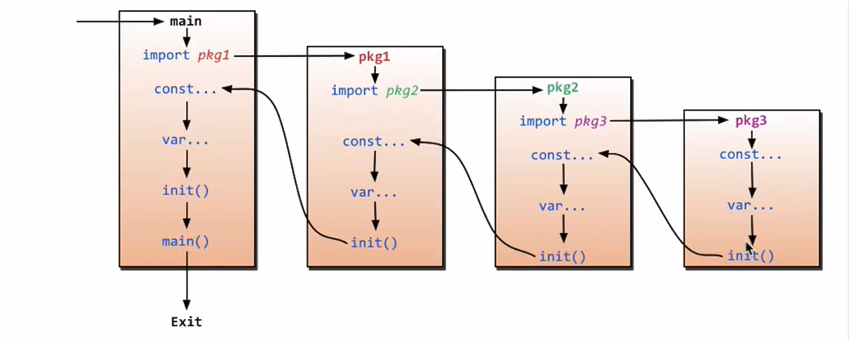 main
import pkg1
const...
var...
init()
main()
Exit
pkg1
import pkg2
const...
var...
init()
pkg2
import pkg3
const...
var...
init()
pkg3
const...
var...
init()